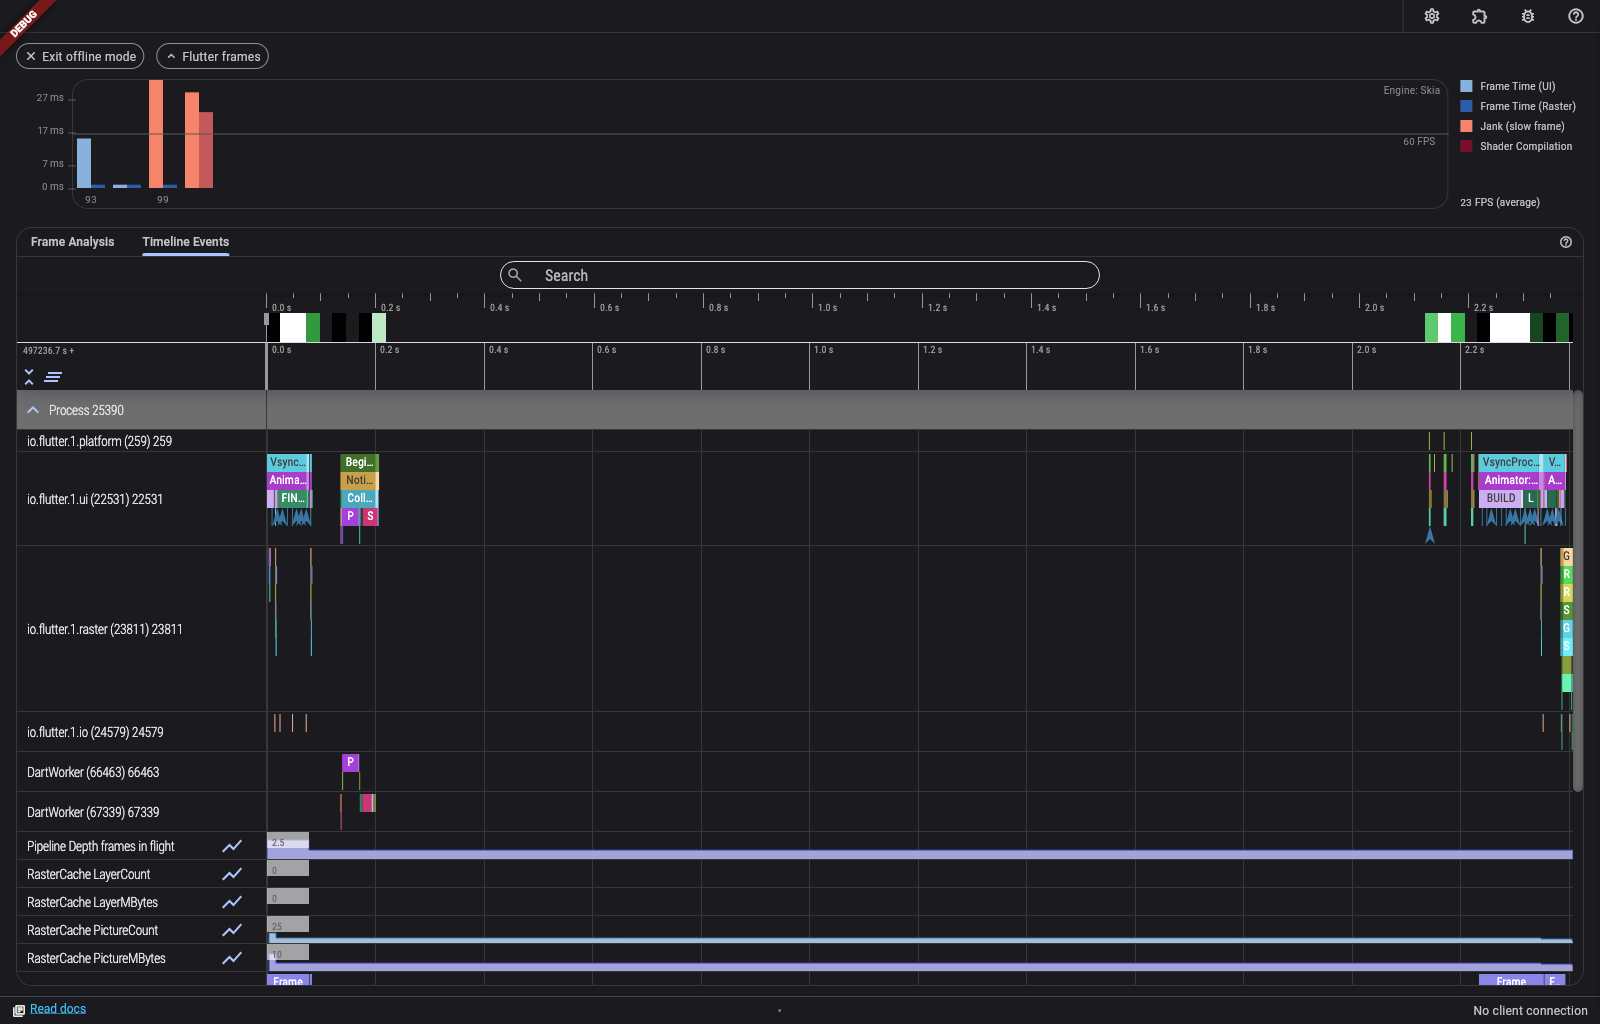 DEBUG
Exit offline mode
Flutter frames
27 ms
17 ms
7 ms
0 ms
93
99
Engine: Skia
60 FPS
Frame Time (UI)
Frame Time (Raster)
Jank (slow frame)
Shader Compilation
23 FPS (average)
Frame Analysis
Timeline Events
Search
0.0 s 0.2 s 0.4 s 0.6 s 0.8 s 1.0 s 1.2 s 1.4 s 1.6 s 1.8 s 2.0 s 2.2 s
497236.7 s +
0.0 s 0.2 s 0.4 s 0.6 s 0.8 s 1.0 s 1.2 s 1.4 s 1.6 s 1.8 s 2.0 s 2.2 s
Process 25390
io.flutter.1.platform (259) 259
io.flutter.1.ui (22531) 22531
Vsync... Begi... VsyncProc... V...
Anima... Noti... Animator:... A...
FIN... Coll... BUILD L
P S
io.flutter.1.raster (23811) 23811
G
R
R
S
G
S
io.flutter.1.io (24579) 24579
DartWorker (66463) 66463
P
DartWorker (67339) 67339
Pipeline Depth frames in flight
2.5
RasterCache LayerCount
0
RasterCache LayerMBytes
0
RasterCache PictureCount
25
RasterCache PictureMBytes
10
Frame Frame F...
Read docs
No client connection